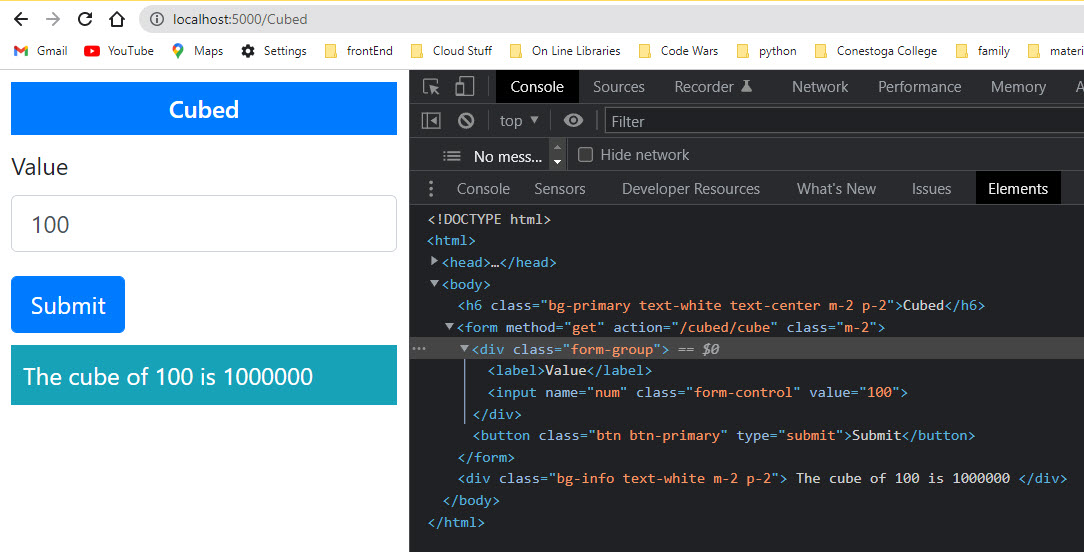 localhost:5000/Cubed
Gmail YouTube Maps Settings frontEnd Cloud Stuff On Line Libraries Code Wars python Conestoga College family materi
Cubed
Value
100
Submit
The cube of 100 is 1000000
Console Sources Recorder Network Performance Memory A
top Filter
No mess... Hide network
Console Sensors Developer Resources What's New Issues Elements
<!DOCTYPE html>
<html>
<head>…</head>
<body>
<h6 class="bg-primary text-white text-center m-2 p-2">Cubed</h6>
<form method="get" action="/cubed/cube" class="m-2">
… <div class="form-group"> == $0
<label>Value</label>
<input name="num" class="form-control" value="100">
</div>
<button class="btn btn-primary" type="submit">Submit</button>
</form>
<div class="bg-info text-white m-2 p-2"> The cube of 100 is 1000000 </div>
</body>
</html>